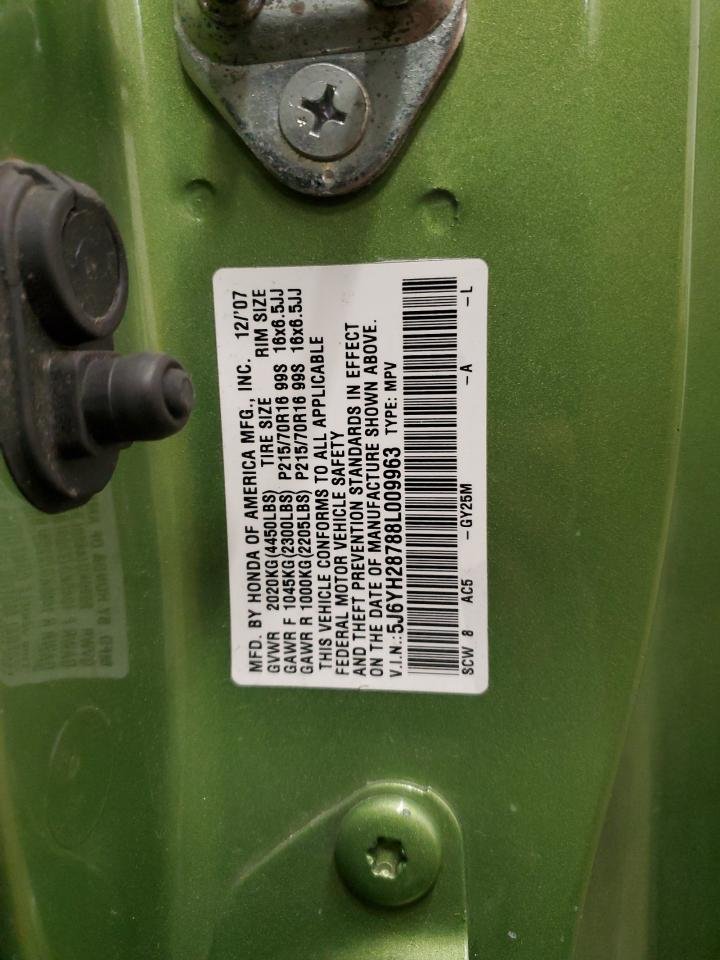 MFD. BY HONDA OF AMERICA MFG., INC. 12/'07
GVWR 2020KG(4450LBS) TIRE SIZE RIM SIZE
GAWR F 1045KG(2300LBS) P215/70R16 99S 16x6.5JJ
GAWR R 1000KG(2205LBS) P215/70R16 99S 16x6.5JJ
THIS VEHICLE CONFORMS TO ALL APPLICABLE
FEDERAL MOTOR VEHICLE SAFETY
AND THEFT PREVENTION STANDARDS IN EFFECT
ON THE DATE OF MANUFACTURE SHOWN ABOVE.
V.I.N.:5J6YH28788L009963 TYPE: MPV
SCW 8 AC5 -GY25M -A -L